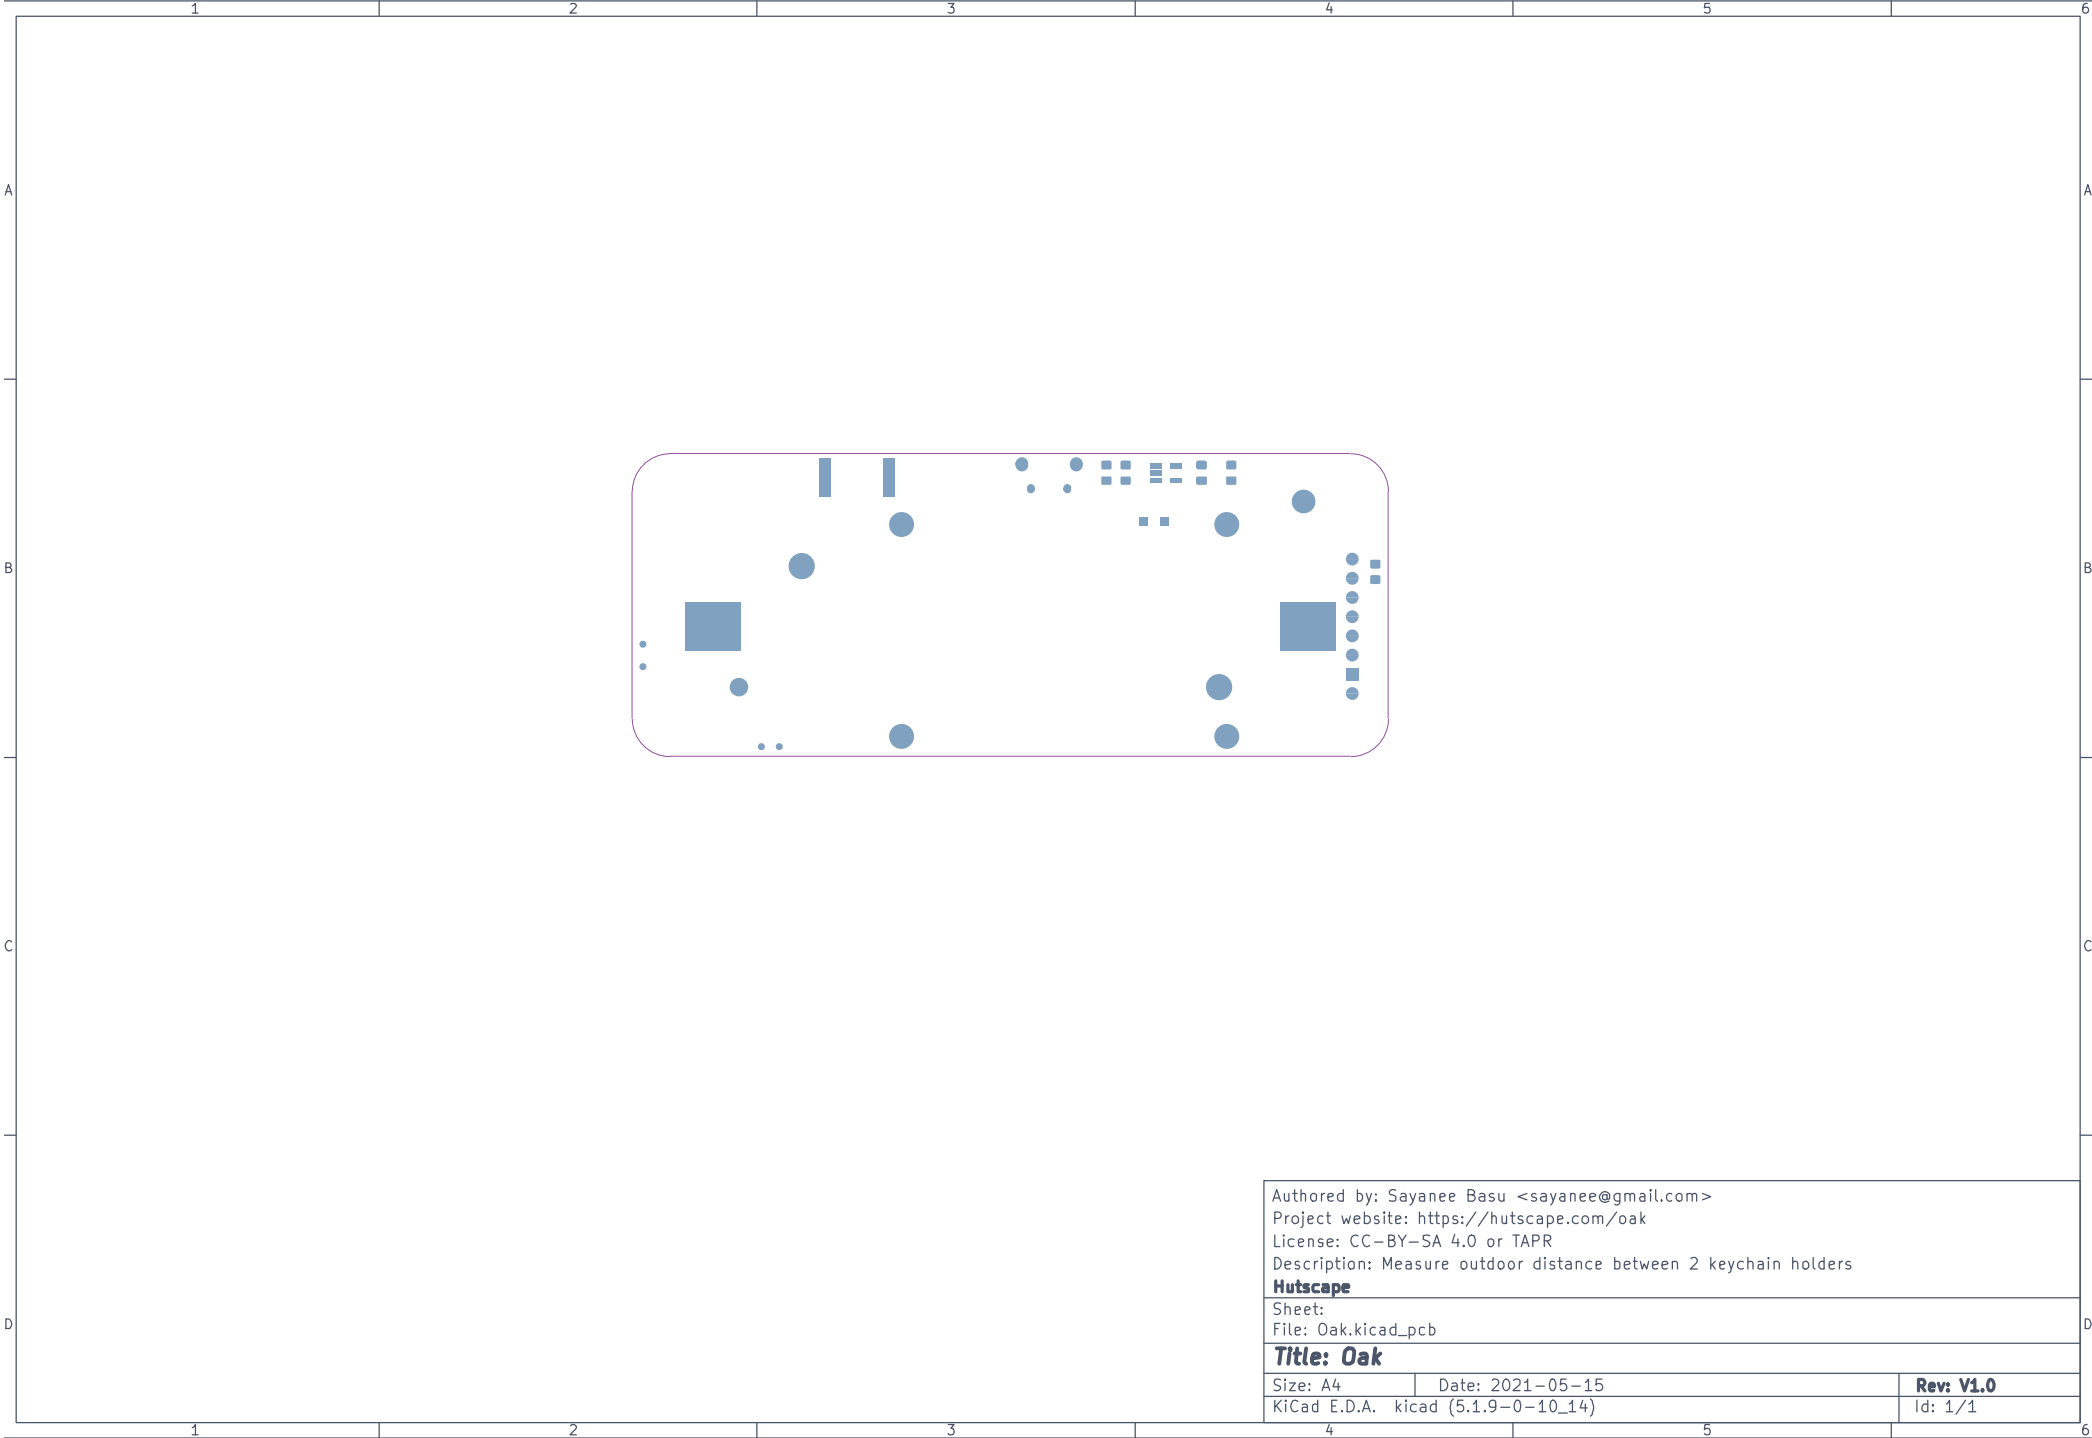 1 2 3 4 5 6
A A
B B
C C
D D
Authored by: Sayanee Basu <sayanee@gmail.com>
Project website: https://hutscape.com/oak
License: CC-BY-SA 4.0 or TAPR
Description: Measure outdoor distance between 2 keychain holders
Hutscape
Sheet:
File: Oak.kicad_pcb
Title: Oak
Size: A4 Date: 2021-05-15 Rev: V1.0
KiCad E.D.A. kicad (5.1.9-0-10_14) Id: 1/1
1 2 3 4 5 6